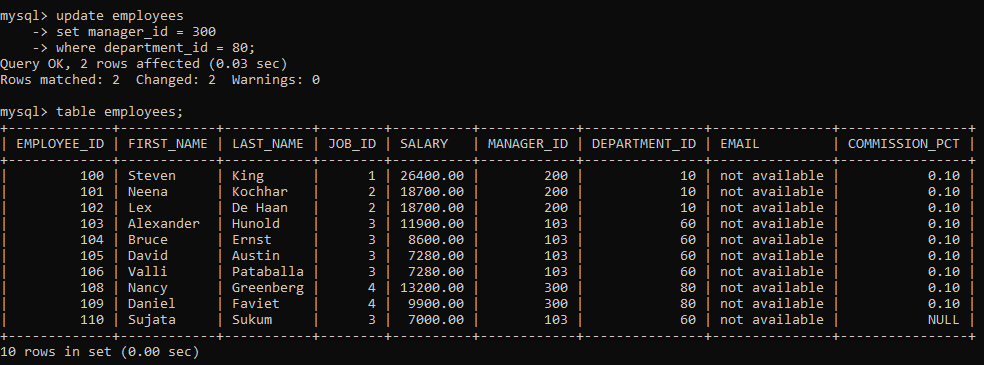 mysql> update employees
    -> set manager_id = 300
    -> where department_id = 80;
Query OK, 2 rows affected (0.03 sec)
Rows matched: 2  Changed: 2  Warnings: 0

mysql> table employees;
+-------------+------------+-----------+--------+----------+------------+---------------+---------------+----------------+
| EMPLOYEE_ID | FIRST_NAME | LAST_NAME | JOB_ID | SALARY   | MANAGER_ID | DEPARTMENT_ID | EMAIL         | COMMISSION_PCT |
+-------------+------------+-----------+--------+----------+------------+---------------+---------------+----------------+
|         100 | Steven     | King      |      1 | 26400.00 |        200 |            10 | not available |           0.10 |
|         101 | Neena      | Kochhar   |      2 | 18700.00 |        200 |            10 | not available |           0.10 |
|         102 | Lex        | De Haan   |      2 | 18700.00 |        200 |            10 | not available |           0.10 |
|         103 | Alexander  | Hunold    |      3 | 11900.00 |        103 |            60 | not available |           0.10 |
|         104 | Bruce      | Ernst     |      3 |  8600.00 |        103 |            60 | not available |           0.10 |
|         105 | David      | Austin    |      3 |  7280.00 |        103 |            60 | not available |           0.10 |
|         106 | Valli      | Pataballa |      3 |  7280.00 |        103 |            60 | not available |           0.10 |
|         108 | Nancy      | Greenberg |      4 | 13200.00 |        300 |            80 | not available |           0.10 |
|         109 | Daniel     | Faviet    |      4 |  9900.00 |        300 |            80 | not available |           0.10 |
|         110 | Sujata     | Sukum     |      3 |  7000.00 |        103 |            60 | not available |           NULL |
+-------------+------------+-----------+--------+----------+------------+---------------+---------------+----------------+
10 rows in set (0.00 sec)